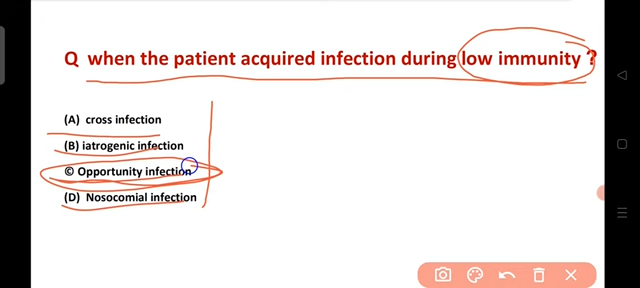 Q when the patient acquired infection during low immunity ?
(A) cross infection
(B) iatrogenic infection
© Opportunity infection
(D) Nosocomial infection